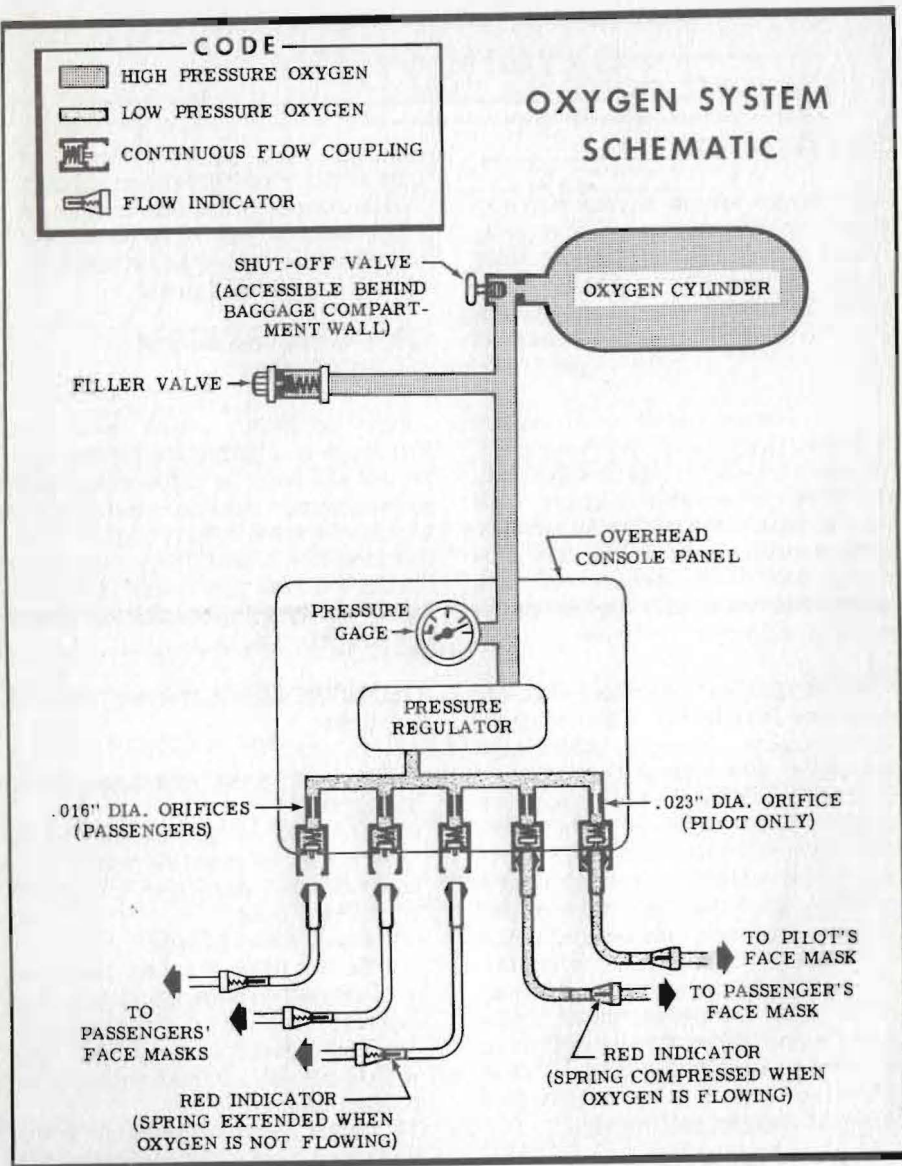 CODE
HIGH PRESSURE OXYGEN
LOW PRESSURE OXYGEN
CONTINUOUS FLOW COUPLING
FLOW INDICATOR
OXYGEN SYSTEM
SCHEMATIC
SHUT-OFF VALVE
(ACCESSIBLE BEHIND
BAGGAGE COMPART-
MENT WALL)
OXYGEN CYLINDER
FILLER VALVE
OVERHEAD
CONSOLE PANEL
PRESSURE
GAGE
PRESSURE
REGULATOR
.016" DIA. ORIFICES
(PASSENGERS)
.023" DIA. ORIFICE
(PILOT ONLY)
TO PILOT'S
FACE MASK
TO PASSENGER'S
FACE MASK
TO
PASSENGERS'
FACE MASKS
RED INDICATOR
(SPRING COMPRESSED WHEN
OXYGEN IS FLOWING)
RED INDICATOR
(SPRING EXTENDED WHEN
OXYGEN IS NOT FLOWING)